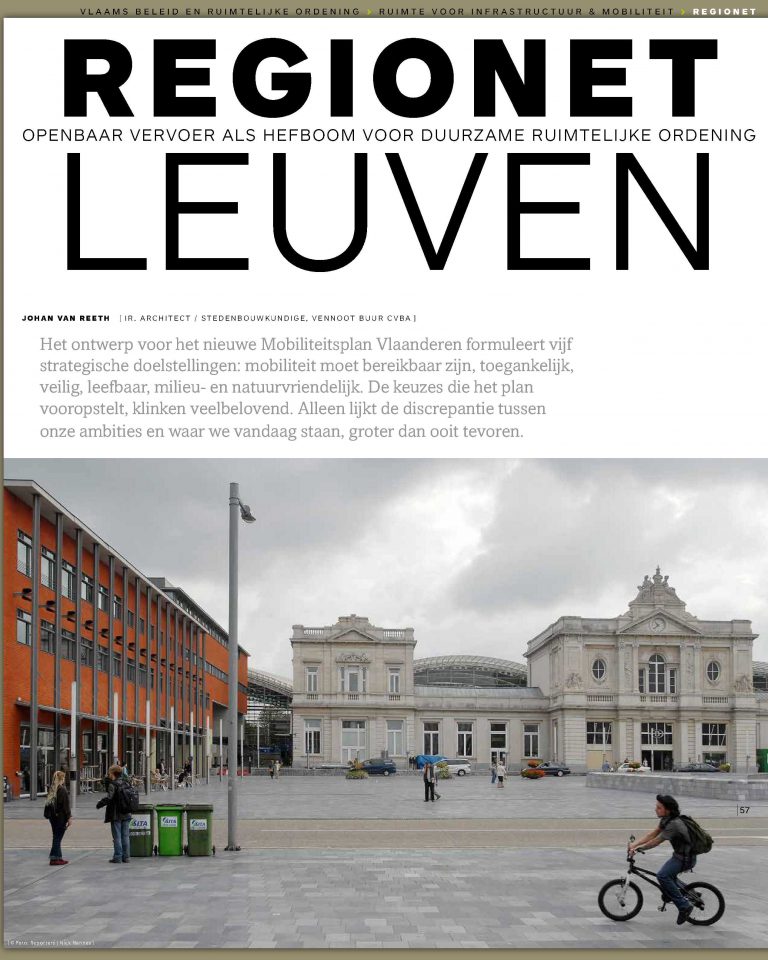 VLAAMS BELEID EN RUIMTELIJKE ORDENING > RUIMTE VOOR INFRASTRUCTUUR & MOBILITEIT > REGIONET
REGIONET
OPENBAAR VERVOER ALS HEFBOOM VOOR DUURZAME RUIMTELIJKE ORDENING
LEUVEN
JOHAN VAN REETH [IR. ARCHITECT / STEDENBOUWKUNDIGE, VENNOOT BUUR CVBA]
Het ontwerp voor het nieuwe Mobiliteitsplan Vlaanderen formuleert vijf
strategische doelstellingen: mobiliteit moet bereikbaar zijn, toegankelijk,
veilig, leefbaar, milieu- en natuurvriendelijk. De keuzes die het plan
vooropstelt, klinken veelbelovend. Alleen lijkt de discrepantie tussen
onze ambities en waar we vandaag staan, groter dan ooit tevoren.
|57
SITA
SITA